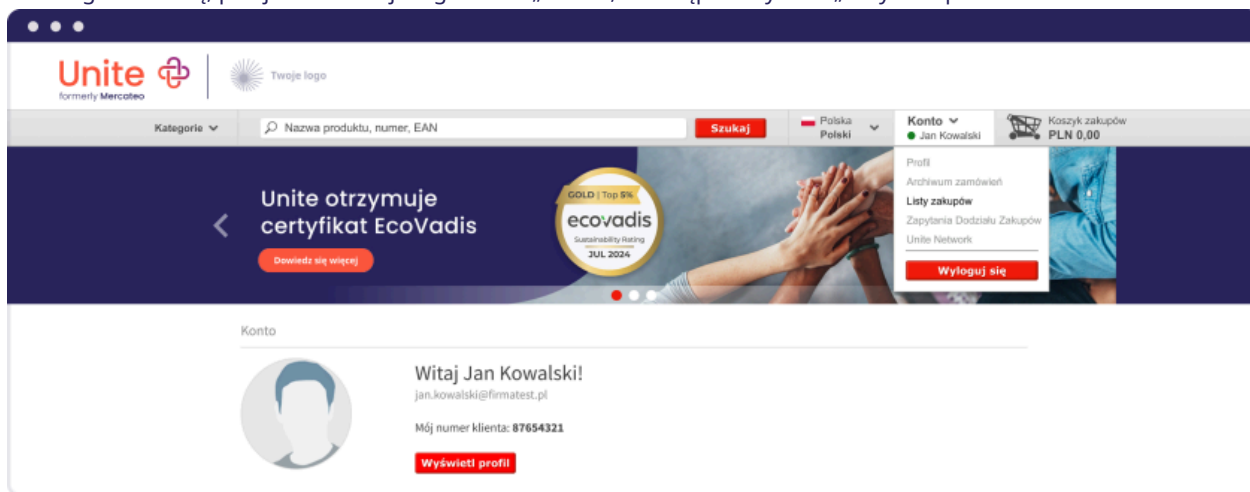 Unite
formerly Mercateo
Twoje logo
Kategorie
Nazwa produktu, numer, EAN
Szukaj
Polska
Polski
Konto
Jan Kowalski
Koszyk zakupów
PLN 0,00
Profil
Archiwum zamówień
Listy zakupów
Zapytania Dodziału Zakupów
Unite Network
Wyloguj się
Unite otrzymuje
certyfikat EcoVadis
Dowiedz się więcej
GOLD | Top 5%
ecovadis
Sustainability Rating
JUL 2024
Konto
Witaj Jan Kowalski!
jan.kowalski@firmatest.pl
Mój numer klienta: 87654321
Wyświetl profil